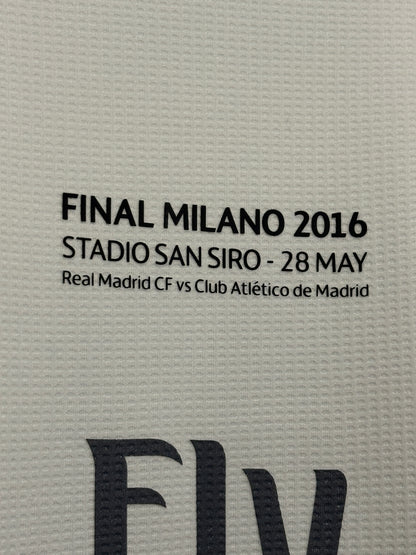 FINAL MILANO 2016
STADIO SAN SIRO - 28 MAY
Real Madrid CF vs Club Atlético de Madrid
Fly